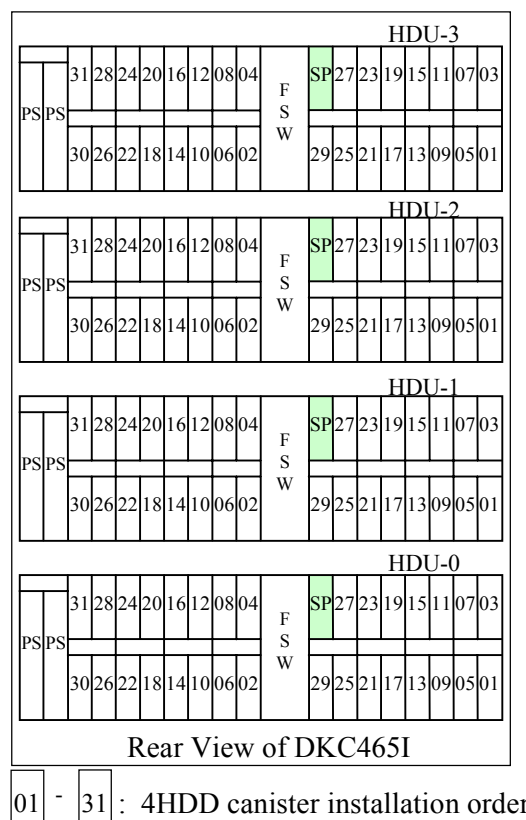 HDU-3
31 28 24 20 16 12 08 04 F SP 27 23 19 15 11 07 03
PS PS S
30 26 22 18 14 10 06 02 W 29 25 21 17 13 09 05 01
HDU-2
31 28 24 20 16 12 08 04 F SP 27 23 19 15 11 07 03
PS PS S
30 26 22 18 14 10 06 02 W 29 25 21 17 13 09 05 01
HDU-1
31 28 24 20 16 12 08 04 F SP 27 23 19 15 11 07 03
PS PS S
30 26 22 18 14 10 06 02 W 29 25 21 17 13 09 05 01
HDU-0
31 28 24 20 16 12 08 04 F SP 27 23 19 15 11 07 03
PS PS S
30 26 22 18 14 10 06 02 W 29 25 21 17 13 09 05 01
Rear View of DKC465I
01 - 31 : 4HDD canister installation order